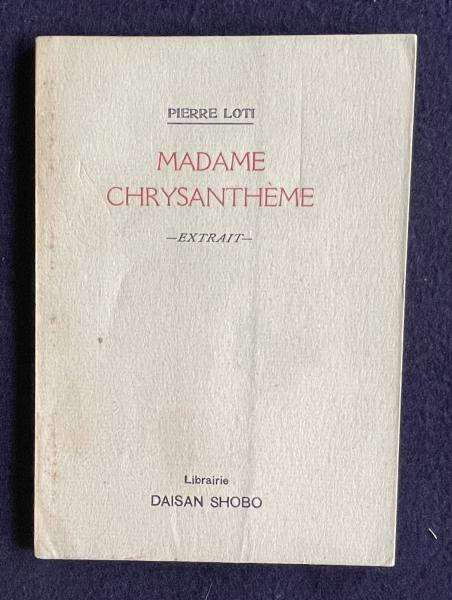 PIERRE LOTI
MADAME
CHRYSANTHÈME
—EXTRAIT—
Librairie
DAISAN SHOBO